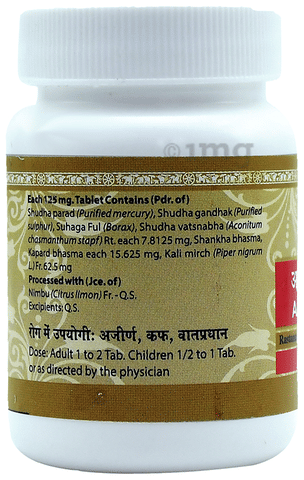 1mg
Each 125 mg. Tablet Contains (Pdr. of)
Shudha parad (Purified mercury), Shudha gandhak (Purified
sulphur), Suhaga Ful (Borax), Shudha vatsnabha (Aconitum
chasmanthum stapf) Rt. each 7.8125 mg, Shankha bhasma,
Kapard bhasma each 15.625 mg, Kali mirch (Piper nigrum
L.) Fr. 62.5 mg
Processed with (Jce. of)
Nimbu (Citrus limon) Fr. - Q.S.
Excipients: Q.S.
रोग में उपयोगी: अजीर्ण, कफ, वातप्रधान
Dose: Adult 1 to 2 Tab. Children 1/2 to 1 Tab.
or as directed by the physician
A